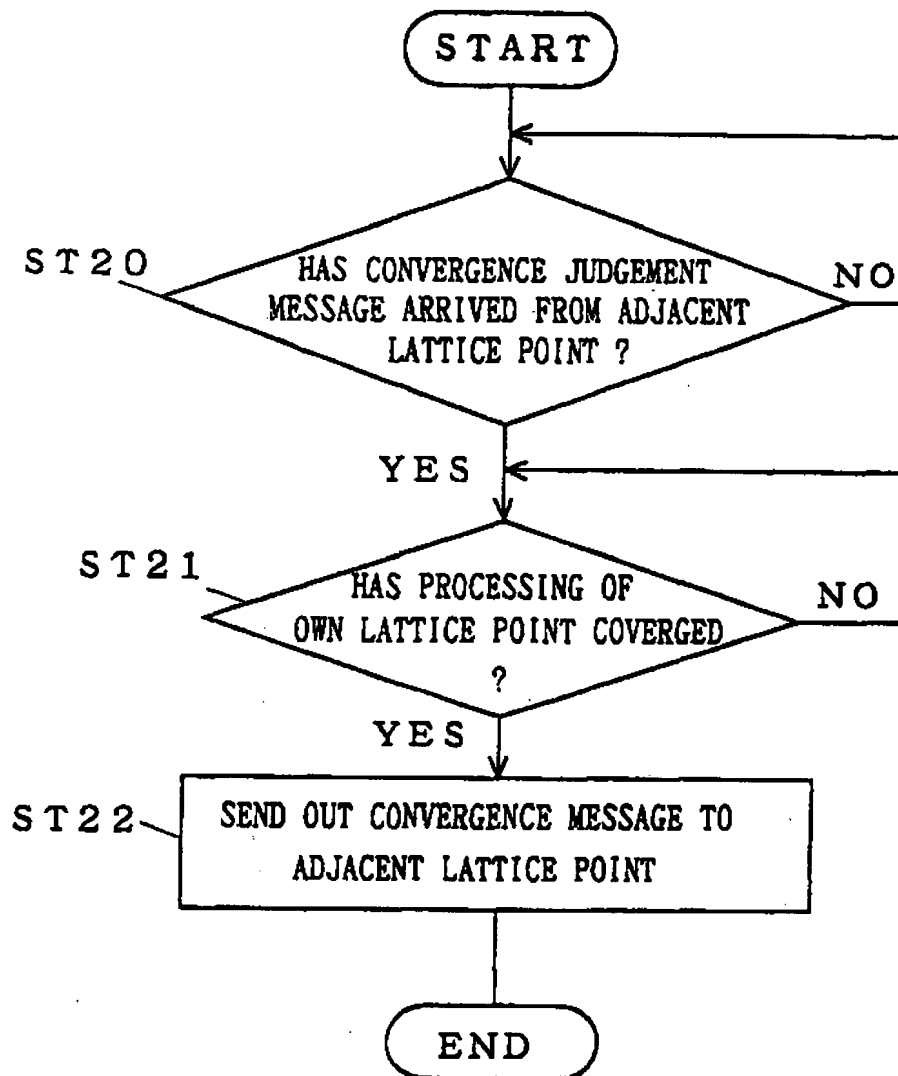 START
ST20
HAS CONVERGENCE JUDGEMENT
MESSAGE ARRIVED FROM ADJACENT
LATTICE POINT ?
NO
YES
ST21
HAS PROCESSING OF
OWN LATTICE POINT COVERGED
?
NO
YES
ST22
SEND OUT CONVERGENCE MESSAGE TO
ADJACENT LATTICE POINT
END